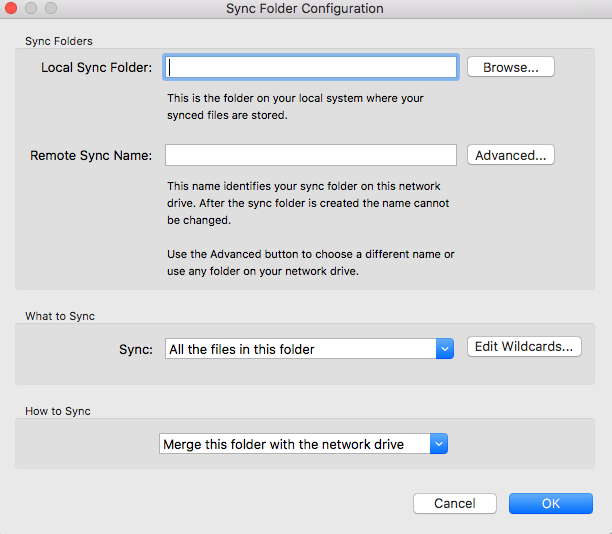 Sync Folder Configuration
Sync Folders
Local Sync Folder:
Browse...
This is the folder on your local system where your
synced files are stored.
Remote Sync Name:
Advanced...
This name identifies your sync folder on this network
drive. After the sync folder is created the name cannot
be changed.
Use the Advanced button to choose a different name or
use any folder on your network drive.
What to Sync
Sync:
All the files in this folder
Edit Wildcards...
How to Sync
Merge this folder with the network drive
Cancel
OK